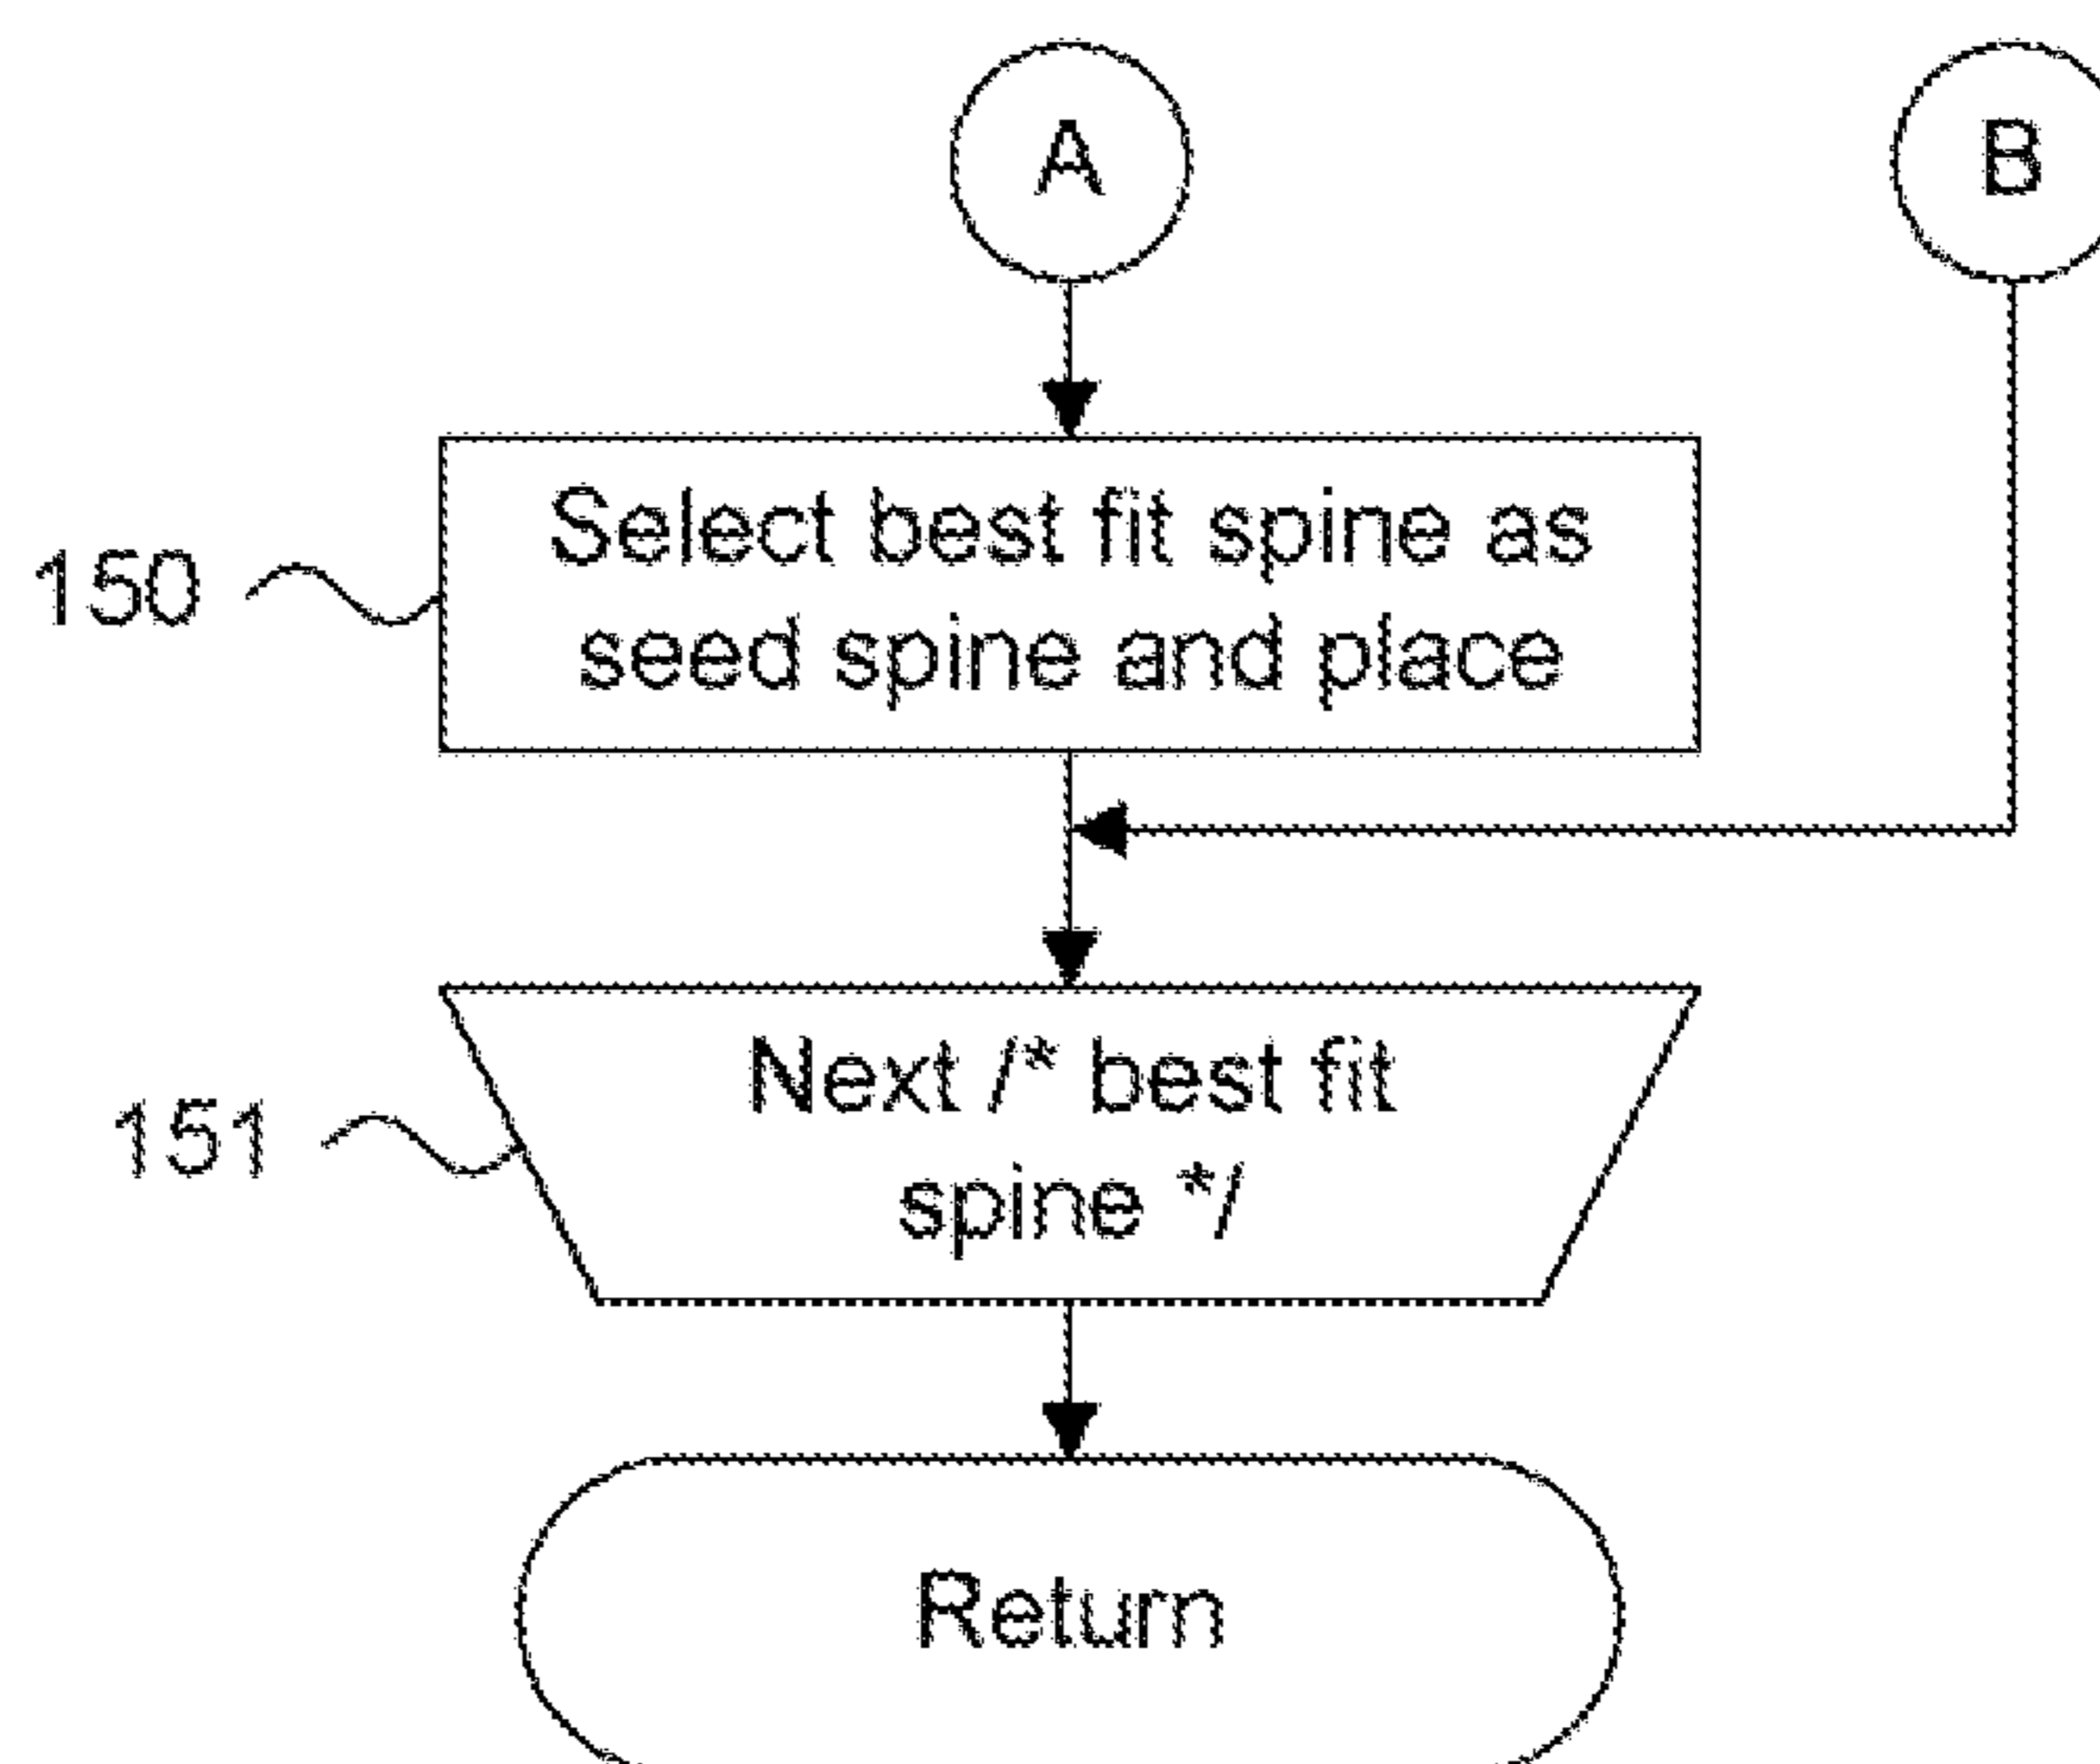 A
B
Select best fit spine as
150
seed spine and place
Next /* best fit
151
spine */
Return